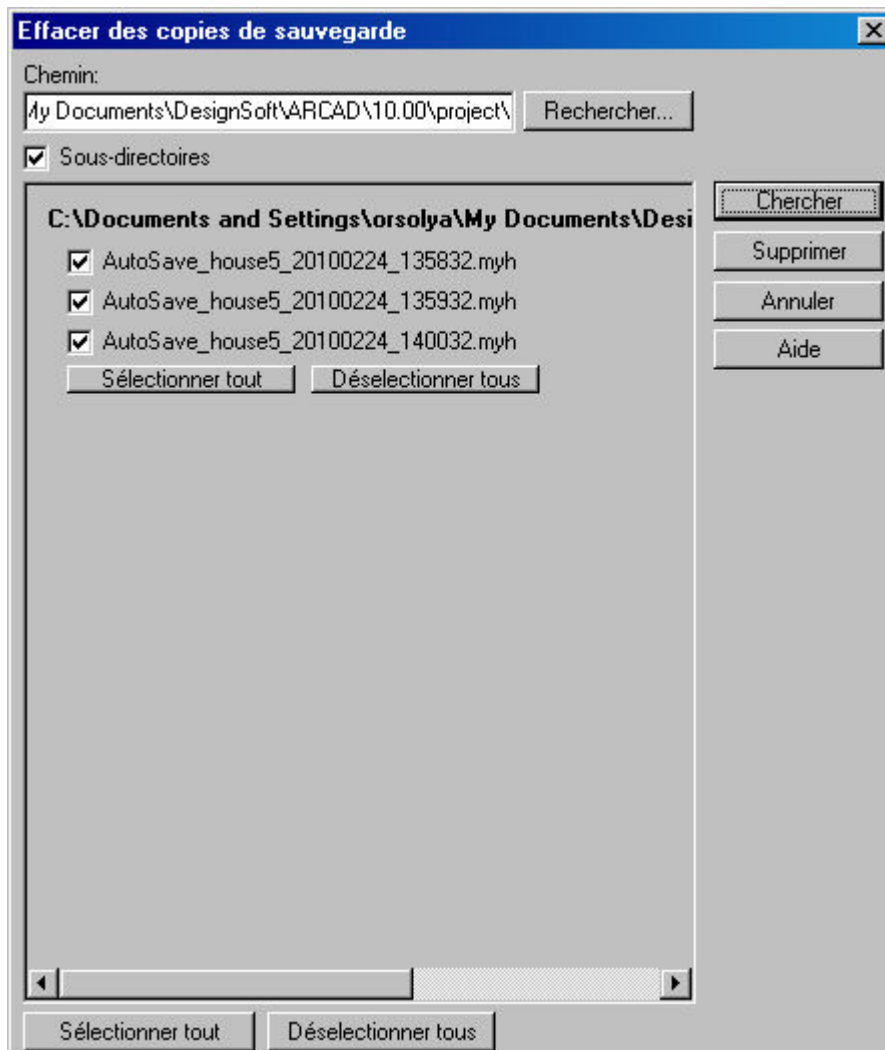 Effacer des copies de sauvegarde
Chemin:
My Documents\DesignSoft\ARCAD\10.00\project\ Rechercher...
Sous-directoires
C:\Documents and Settings\orsolya\My Documents\Desi
AutoSave_house5_20100224_135832.myh
AutoSave_house5_20100224_135932.myh
AutoSave_house5_20100224_140032.myh
Sélectionner tout Déselectionner tous
Chercher
Supprimer
Annuler
Aide
Sélectionner tout Déselectionner tous